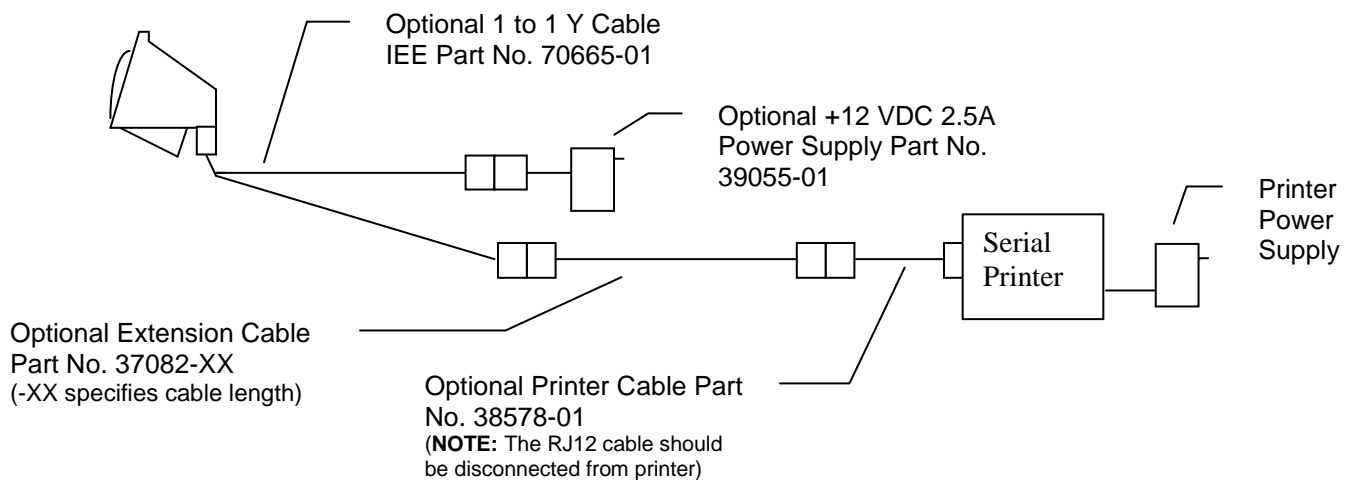 Optional 1 to 1 Y Cable
IEE Part No. 70665-01
Optional +12 VDC 2.5A
Power Supply Part No.
39055-01
Printer
Power
Supply
Serial
Printer
Optional Extension Cable
Part No. 37082-XX
(-XX specifies cable length)
Optional Printer Cable Part
No. 38578-01
(NOTE: The RJ12 cable should
be disconnected from printer)